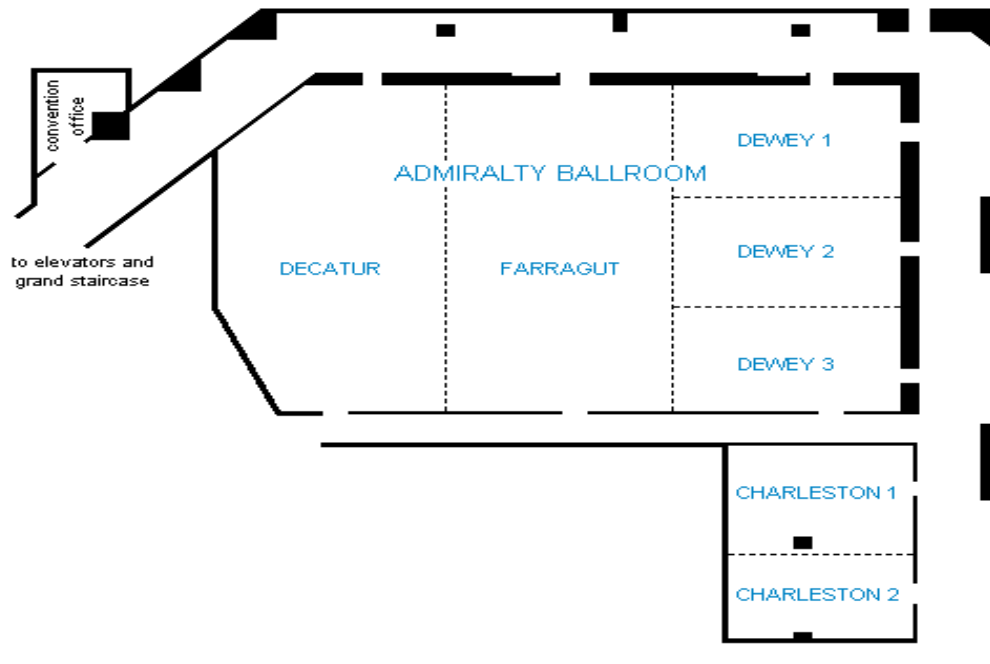 convention
office
DEWEY 1
ADMIRALTY BALLROOM
to elevators and
grand staircase
DECATUR
FARRAGUT
DEWEY 2
DEWEY 3
CHARLESTON 1
CHARLESTON 2